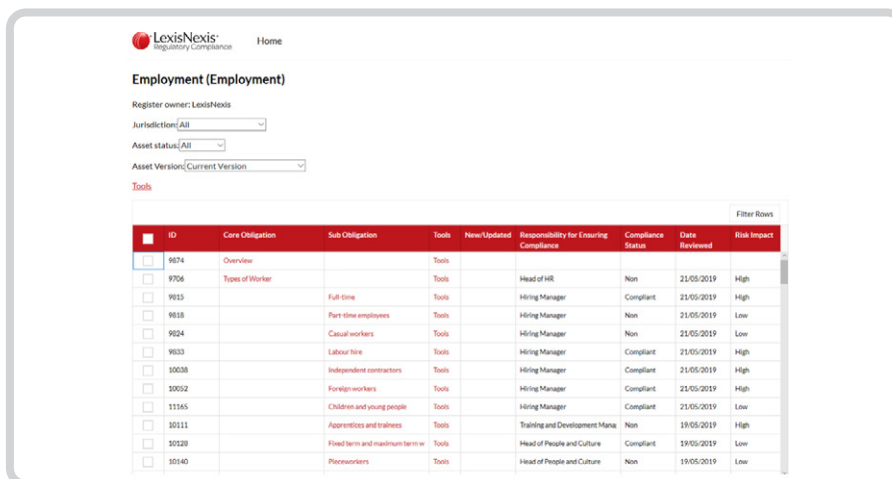 LexisNexis®
Regulatory Compliance
Home
Employment (Employment)
Register owner: LexisNexis
Jurisdiction: All
Asset status: All
Asset Version: Current Version
Tools
Filter Rows
ID Core Obligation Sub Obligation Tools New/Updated Responsibility for Ensuring Compliance Compliance Status Date Reviewed Risk Impact
9874 Overview Tools
9706 Types of Worker Tools Head of HR Non 21/05/2019 High
9815 Full-time Tools Hiring Manager Compliant 21/05/2019 High
9818 Part-time employees Tools Hiring Manager Non 21/05/2019 Low
9824 Casual workers Tools Hiring Manager Non 21/05/2019 Low
9833 Labour hire Tools Hiring Manager Compliant 21/05/2019 High
10038 Independent contractors Tools Hiring Manager Compliant 21/05/2019 High
10052 Foreign workers Tools Hiring Manager Compliant 21/05/2019 High
11165 Children and young people Tools Hiring Manager Compliant 21/05/2019 Low
10111 Apprentices and trainees Tools Training and Development Mana Non 19/05/2019 High
10128 Fixed term and maximum term w Tools Head of People and Culture Compliant 19/05/2019 Low
10140 Pieceworkers Tools Head of People and Culture Non 19/05/2019 Low